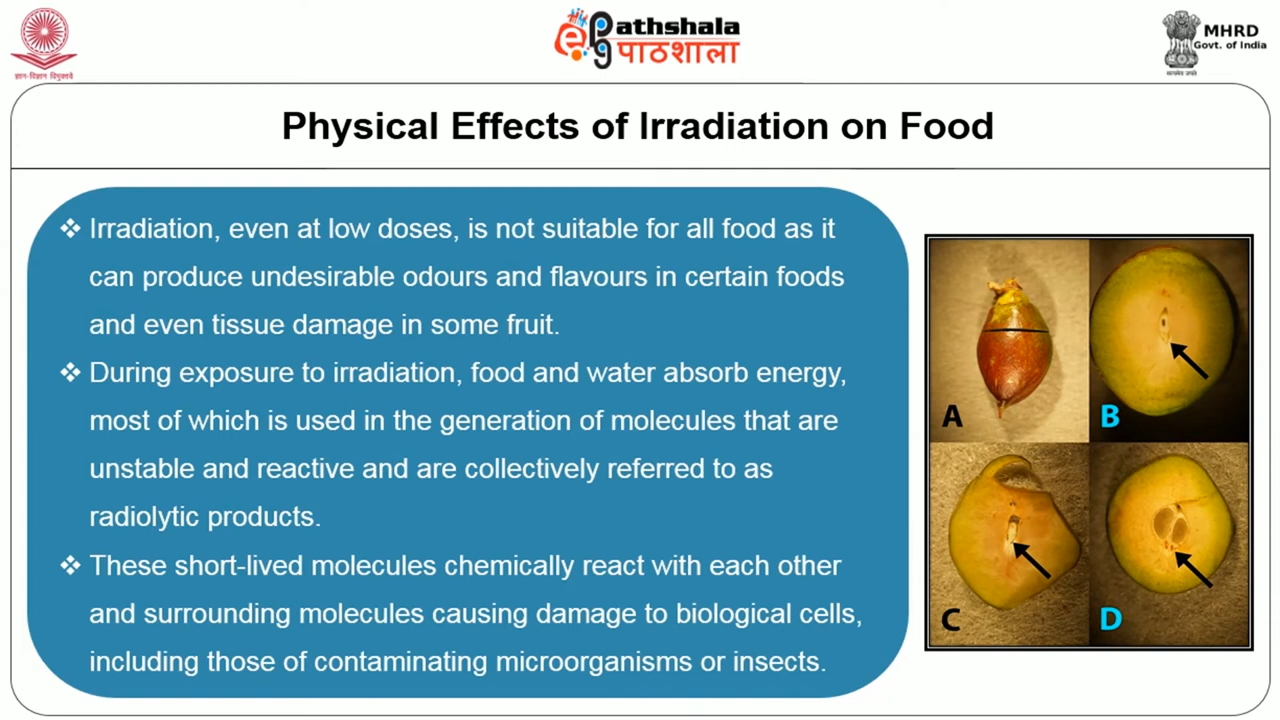 ज्ञान-विज्ञान विमुक्तये
ePathshala
पाठशाला
सत्यमेव जयते
MHRD
Govt. of India
Physical Effects of Irradiation on Food
❖ Irradiation, even at low doses, is not suitable for all food as it
can produce undesirable odours and flavours in certain foods
and even tissue damage in some fruit.
❖ During exposure to irradiation, food and water absorb energy,
most of which is used in the generation of molecules that are
unstable and reactive and are collectively referred to as
radiolytic products.
❖ These short-lived molecules chemically react with each other
and surrounding molecules causing damage to biological cells,
including those of contaminating microorganisms or insects.
A
B
C
D